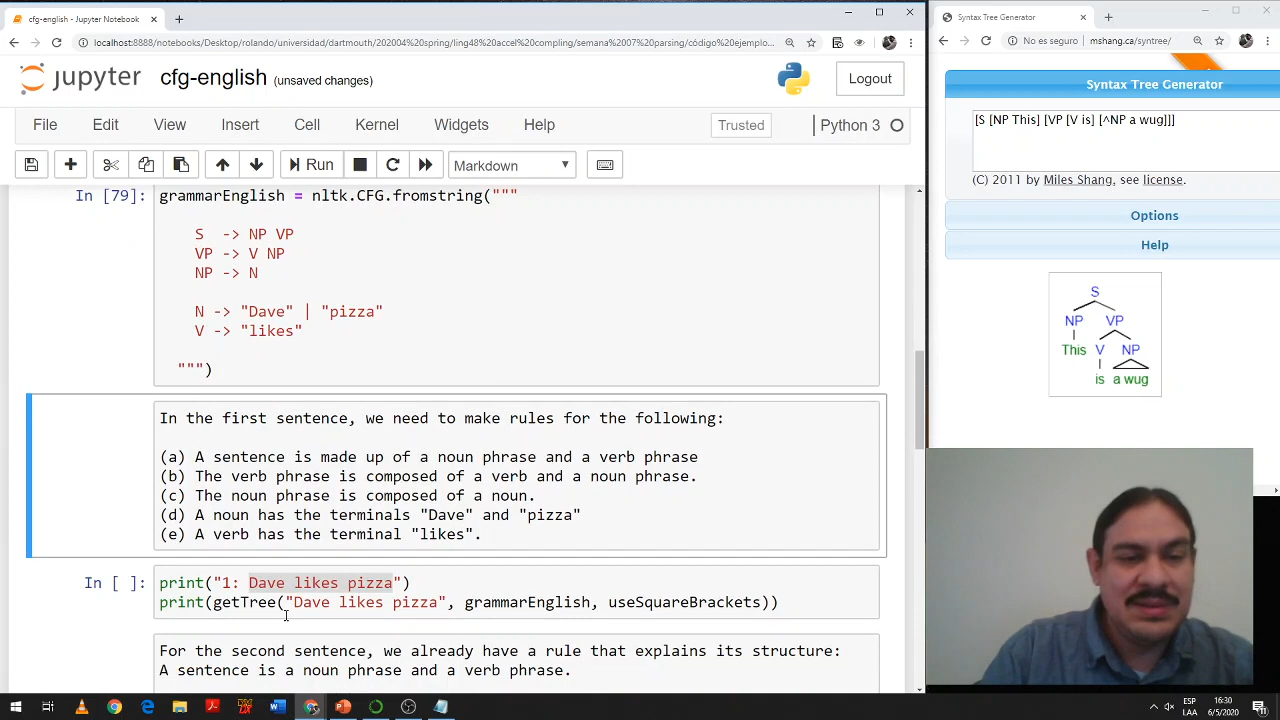 cfg-english - Jupyter Notebook
localhost:8888/notebooks/Desktop/rolando/universidad/dartmouth/202004%20spring/ling48%20accel%20compling/semana%2007%20parsing/código%20ejemplo...
jupyter cfg-english (unsaved changes)
Logout
File Edit View Insert Cell Kernel Widgets Help
Trusted
Python 3
Run
Markdown
In [79]: grammarEnglish = nltk.CFG.fromstring("""
S -> NP VP
VP -> V NP
NP -> N
N -> "Dave" | "pizza"
V -> "likes"
""")
In the first sentence, we need to make rules for the following:
(a) A sentence is made up of a noun phrase and a verb phrase
(b) The verb phrase is composed of a verb and a noun phrase.
(c) The noun phrase is composed of a noun.
(d) A noun has the terminals "Dave" and "pizza"
(e) A verb has the terminal "likes".
In [ ]: print("1: Dave likes pizza")
print(getTree("Dave likes pizza", grammarEnglish, useSquareBrackets))
For the second sentence, we already have a rule that explains its structure:
A sentence is a noun phrase and a verb phrase.
Syntax Tree Generator
No es seguro | mshang.ca/syntree/
Syntax Tree Generator
[S [NP This] [VP [V is] [^NP a wug]]]
(C) 2011 by Miles Shang, see license.
Options
Help
S
NP VP
This V NP
is a wug
ESP
LAA
16:30
6/5/2020